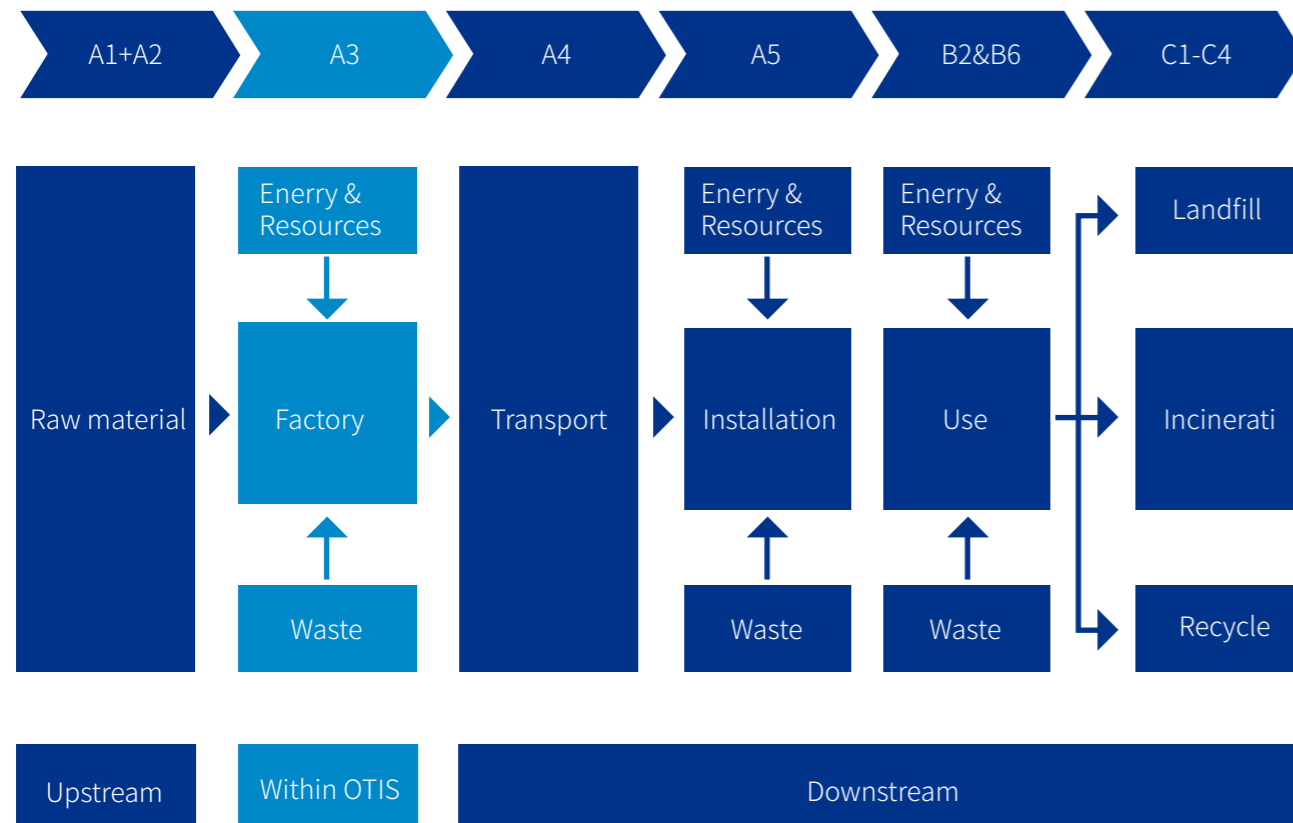 A1+A2
A3
A4
A5
B2&B6
C1-C4
Enerry &
Resources
Enerry &
Resources
Enerry &
Resources
Landfill
Raw material
Factory
Transport
Installation
Use
Incinerati
Waste
Waste
Waste
Recycle
Upstream
Within OTIS
Downstream